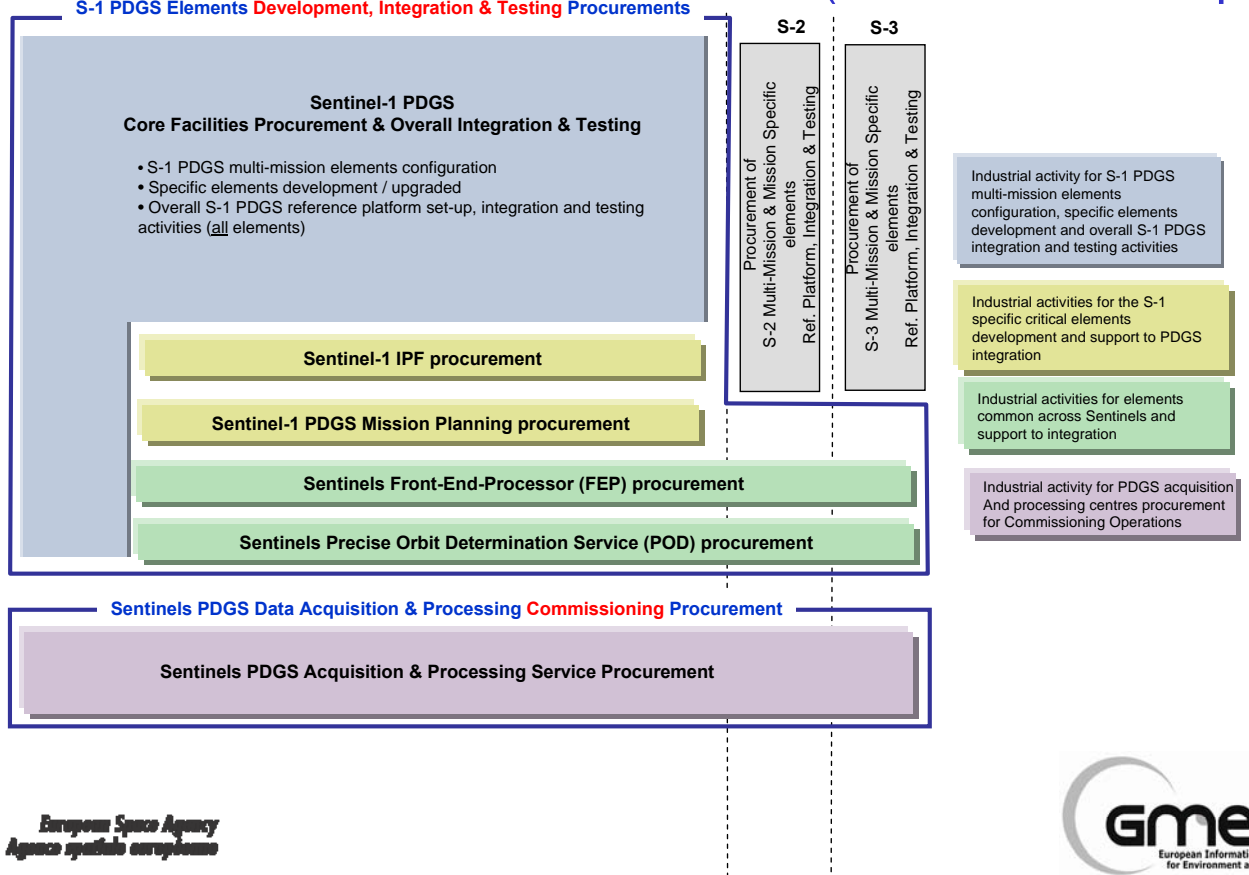 S-1 PDGS Elements Development, Integration & Testing Procurements
(
S-2
S-3
Sentinel-1 PDGS
Core Facilities Procurement & Overall Integration & Testing
• S-1 PDGS multi-mission elements configuration
• Specific elements development / upgraded
• Overall S-1 PDGS reference platform set-up, integration and testing
activities (all elements)
Procurement of
S-2 Multi-Mission & Mission Specific
elements
Ref. Platform, Integration & Testing
Procurement of
S-3 Multi-Mission & Mission Specific
elements
Ref. Platform, Integration & Testing
Sentinel-1 IPF procurement
Sentinel-1 PDGS Mission Planning procurement
Sentinels Front-End-Processor (FEP) procurement
Sentinels Precise Orbit Determination Service (POD) procurement
Industrial activity for S-1 PDGS
multi-mission elements
configuration, specific elements
development and overall S-1 PDGS
integration and testing activities
Industrial activities for the S-1
specific critical elements
development and support to PDGS
integration
Industrial activities for elements
common across Sentinels and
support to integration
Industrial activity for PDGS acquisition
And processing centres procurement
for Commissioning Operations
Sentinels PDGS Data Acquisition & Processing Commissioning Procurement
Sentinels PDGS Acquisition & Processing Service Procurement
European Space Agency
Agence spatiale européenne
GME
European Informati
for Environment a